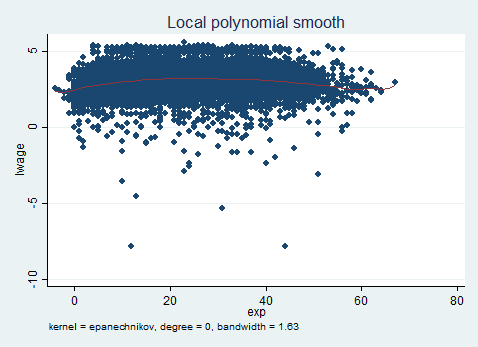 Local polynomial smooth
5
0
-5
-10
lwage
0
20
40
60
80
exp
kernel = epanechnikov, degree = 0, bandwidth = 1.63